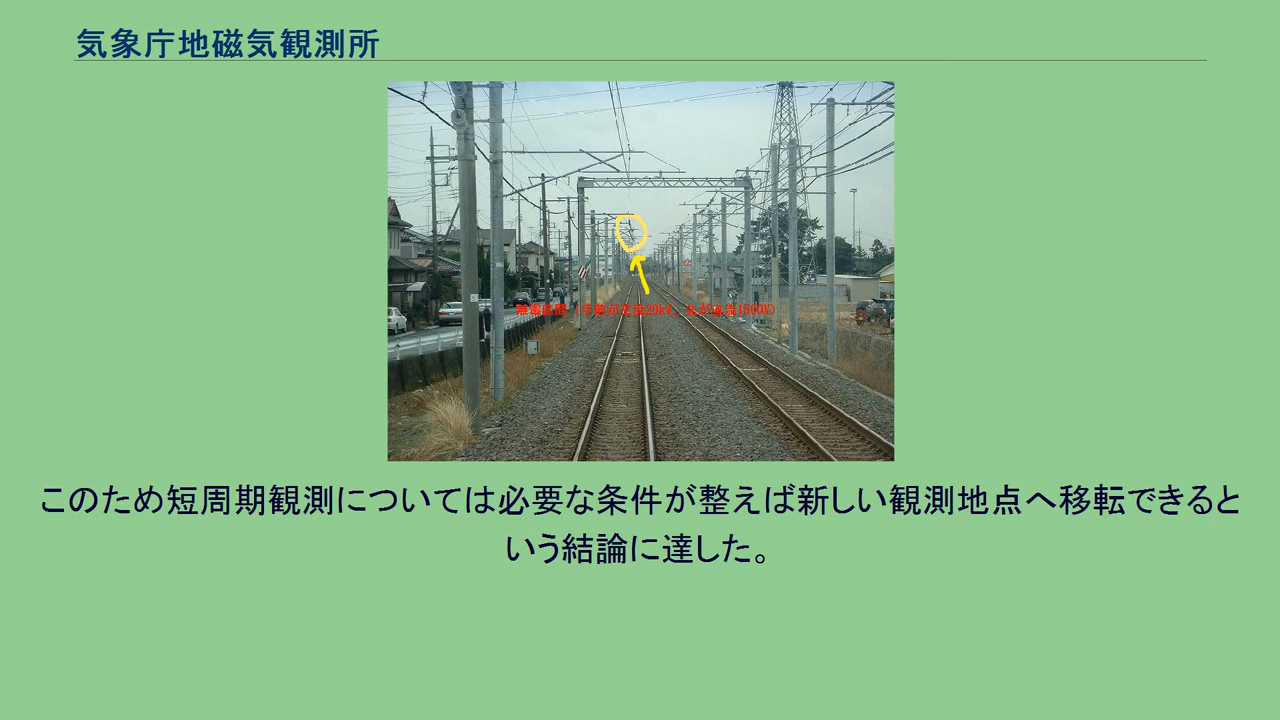 気象庁地磁気観測所
無電区間（手前が交流20kV、先が直流1500V）
このため短周期観測については必要な条件が整えば新しい観測地点へ移転できると
いう結論に達した。